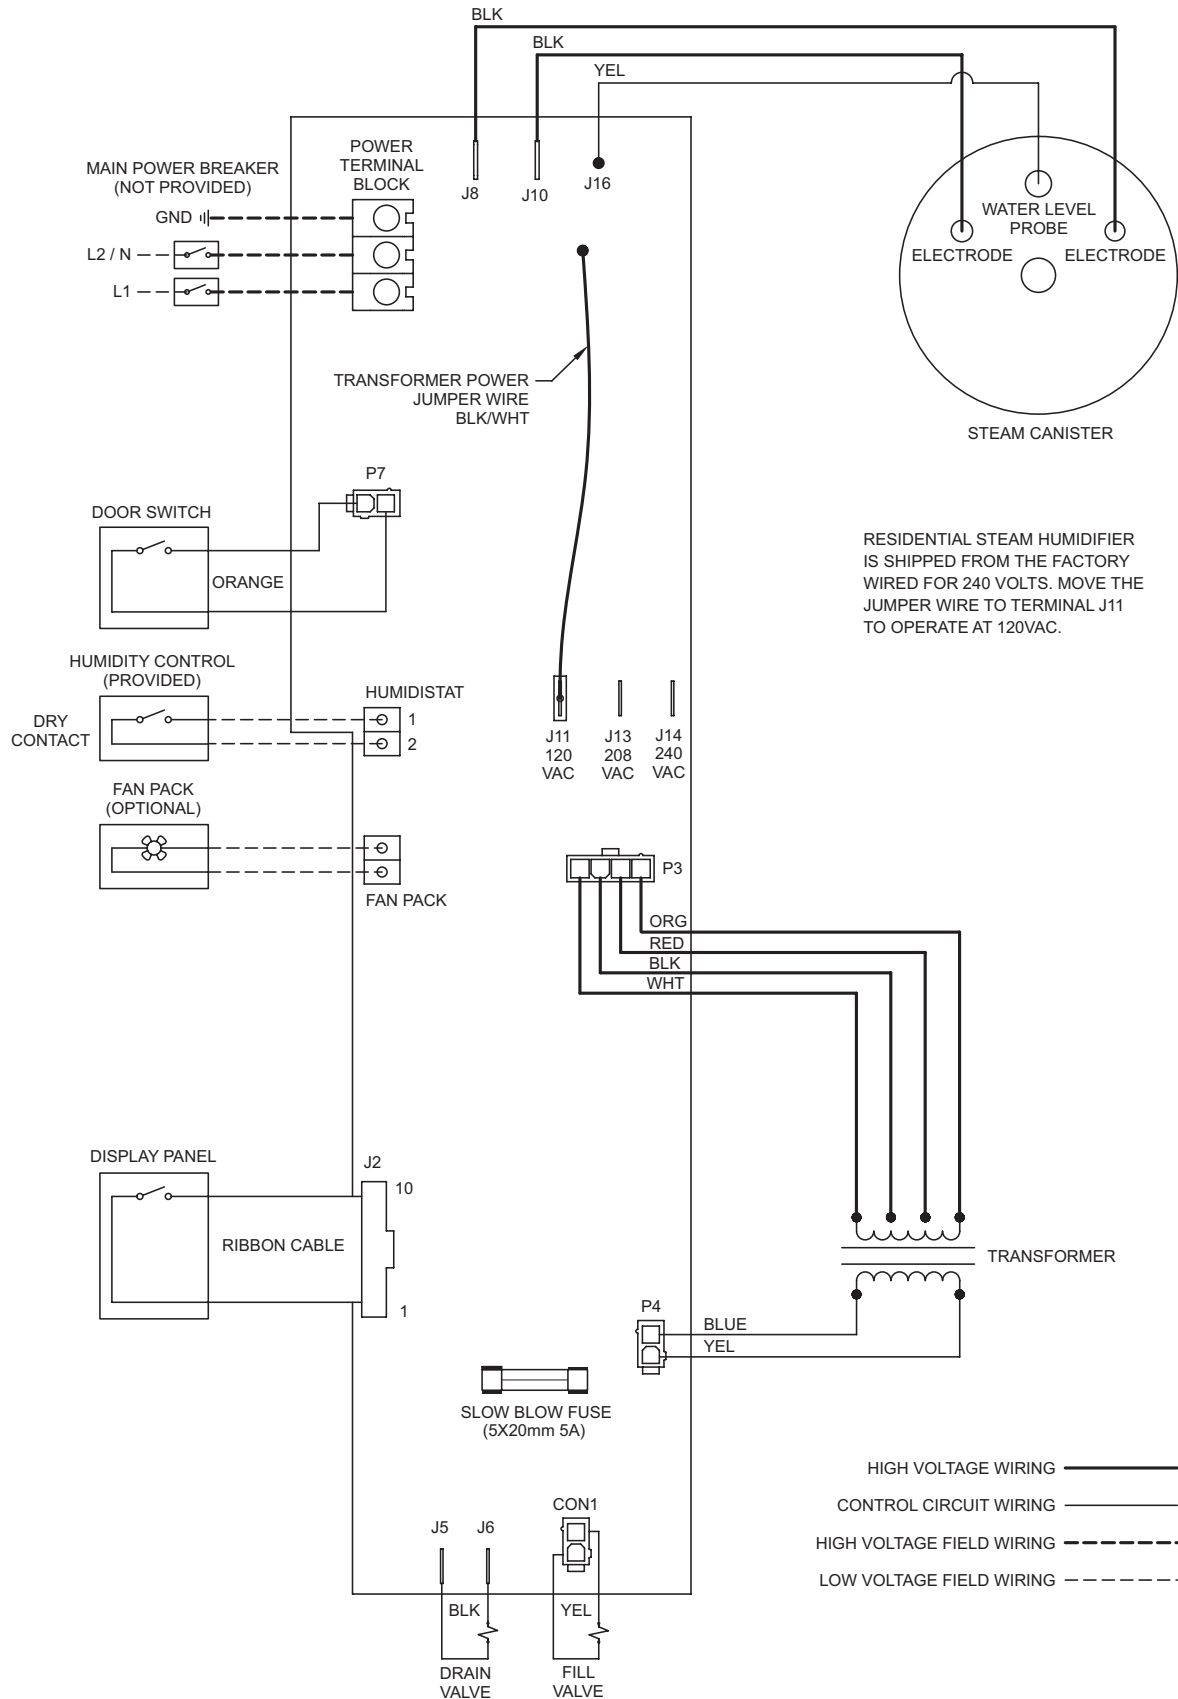 BLK
BLK
YEL
MAIN POWER BREAKER
(NOT PROVIDED)
POWER
TERMINAL
BLOCK
J8
J10
J16
GND
L2 / N
L1
WATER LEVEL
PROBE
ELECTRODE
ELECTRODE
STEAM CANISTER
TRANSFORMER POWER
JUMPER WIRE
BLK/WHT
P7
DOOR SWITCH
ORANGE
RESIDENTIAL STEAM HUMIDIFIER
IS SHIPPED FROM THE FACTORY
WIRED FOR 240 VOLTS. MOVE THE
JUMPER WIRE TO TERMINAL J11
TO OPERATE AT 120VAC.
HUMIDITY CONTROL
(PROVIDED)
DRY
CONTACT
HUMIDISTAT
1
2
J11
120
VAC
J13
208
VAC
J14
240
VAC
FAN PACK
(OPTIONAL)
FAN PACK
P3
ORG
RED
BLK
WHT
DISPLAY PANEL
J2
10
RIBBON CABLE
1
TRANSFORMER
P4
BLUE
YEL
SLOW BLOW FUSE
(5X20mm 5A)
HIGH VOLTAGE WIRING
CONTROL CIRCUIT WIRING
HIGH VOLTAGE FIELD WIRING
LOW VOLTAGE FIELD WIRING
J5
J6
CON1
BLK
YEL
DRAIN
VALVE
FILL
VALVE